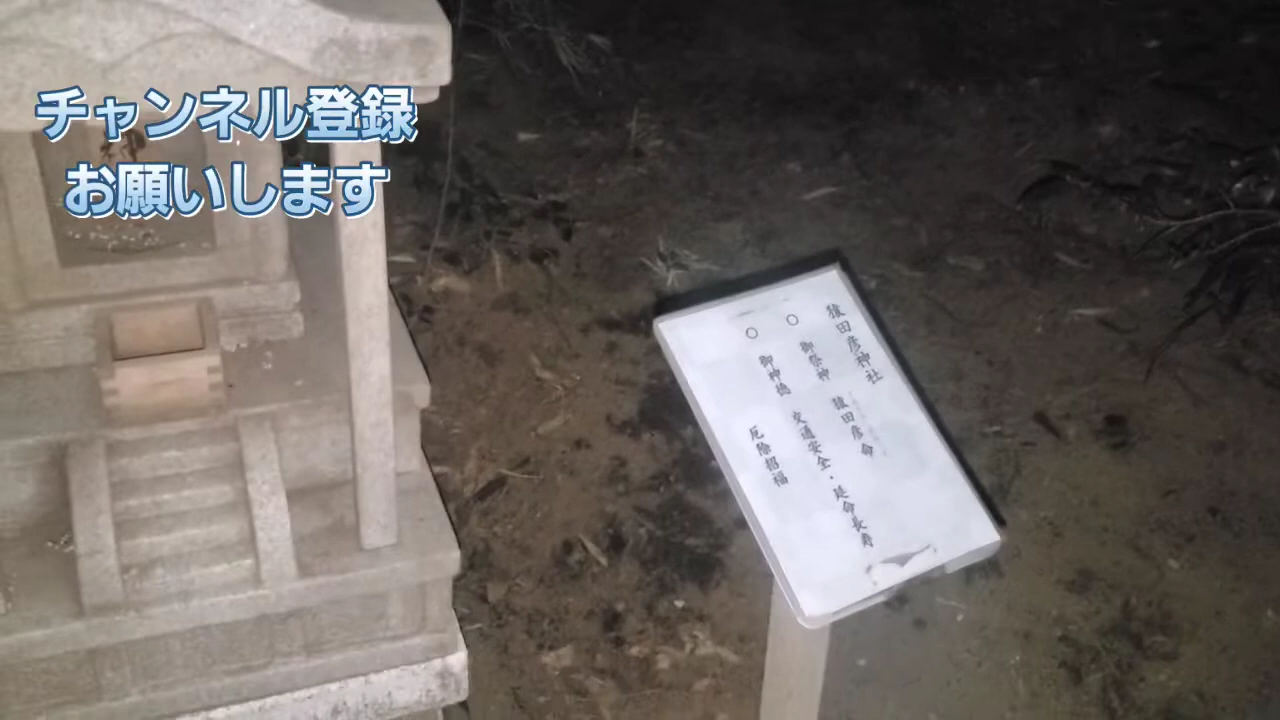 チャンネル登録
お願いします
猿田彦神社
○ 御祭神 猿田彦命
○ 御神徳 交通安全・延命長寿
厄除招福